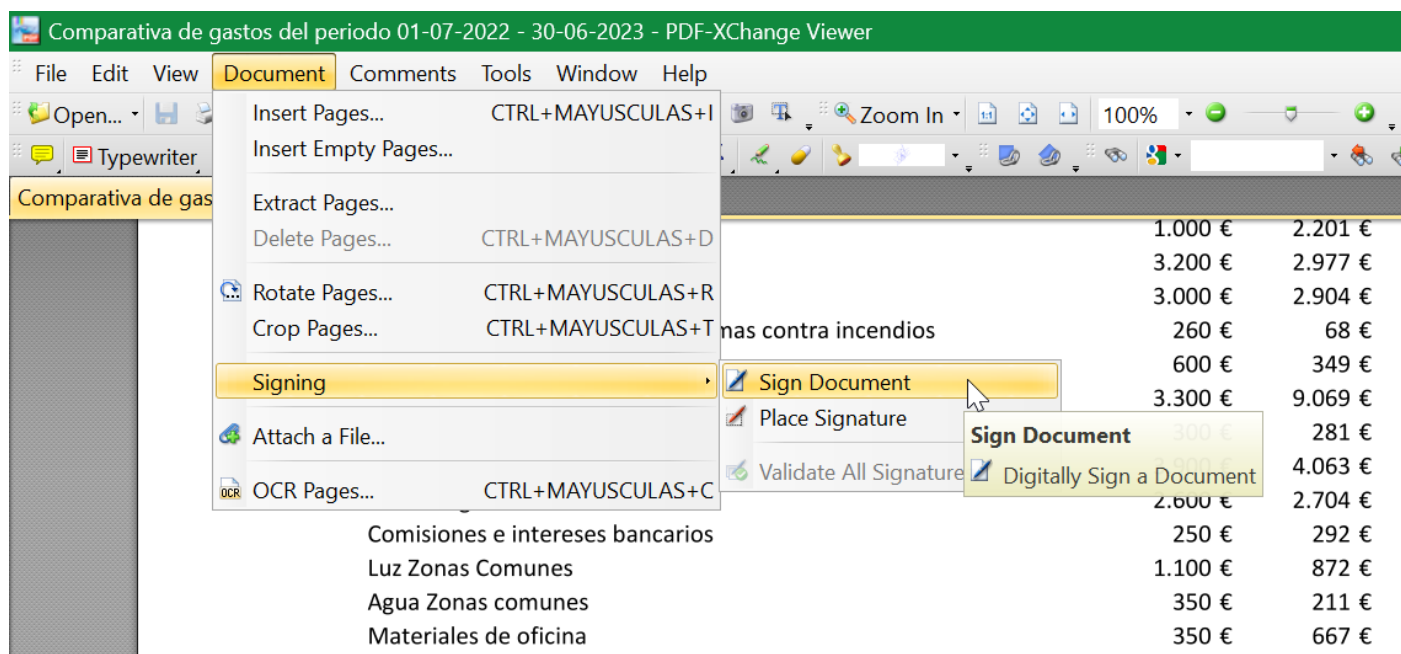 Comparativa de gastos del periodo 01-07-2022 - 30-06-2023 - PDF-XChange Viewer
File Edit View Document Comments Tools Window Help
Open... Zoom In 1:1 100%
Typewriter
Comparativa de gas
Insert Pages... CTRL+MAYUSCULAS+I
Insert Empty Pages...
Extract Pages...
Delete Pages... CTRL+MAYUSCULAS+D
Rotate Pages... CTRL+MAYUSCULAS+R
Crop Pages... CTRL+MAYUSCULAS+T
Signing
Attach a File...
OCR OCR Pages... CTRL+MAYUSCULAS+C
Sign Document
Place Signature
Validate All Signature
Sign Document
Digitally Sign a Document
1.000 € 2.201 €
3.200 € 2.977 €
3.000 € 2.904 €
mas contra incendios 260 € 68 €
600 € 349 €
3.300 € 9.069 €
300 € 281 €
4.063 €
2.600 € 2.704 €
Comisiones e intereses bancarios 250 € 292 €
Luz Zonas Comunes 1.100 € 872 €
Agua Zonas comunes 350 € 211 €
Materiales de oficina 350 € 667 €